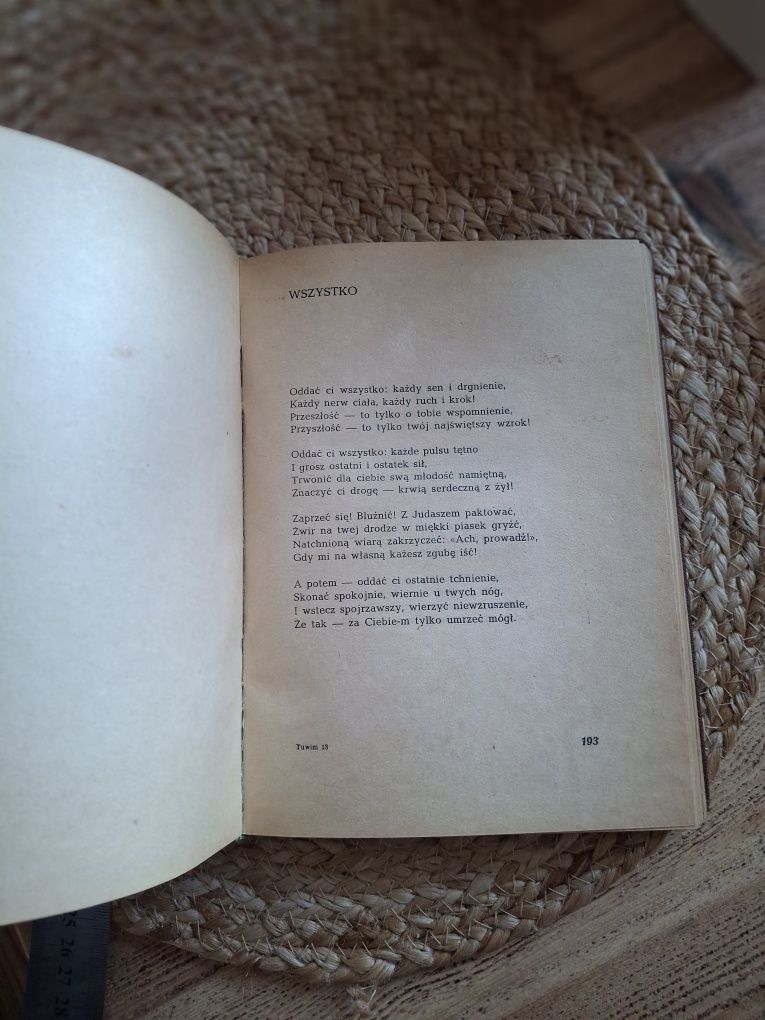 WSZYSTKO
Oddać ci wszystko: każdy sen i drgnienie,
Każdy nerw ciała, każdy ruch i krok!
Przeszłość — to tylko o tobie wspomnienie,
Przyszłość — to tylko twój najświętszy wzrok!
Oddać ci wszystko: każde pulsu tętno
I grosz ostatni i ostatek sił,
Trwonić dla ciebie swą młodość namiętną,
Znaczyć ci drogę — krwią serdeczną z żył!
Zaprzeć się! Bluźnić! Z Judaszem paktować,
Żwir na twej drodze w miękki piasek gryźć,
Natchnioną wiarą zakrzyczeć: «Ach, prowadź!»,
Gdy mi na własną każesz zgubę iść!
A potem — oddać ci ostatnie tchnienie,
Skonać spokojnie, wiernie u twych nóg,
I wstecz spojrzawszy, wierzyć niewzruszenie,
Że tak — za Ciebie-m tylko umrzeć mógł.
Tuwim 13
193
25 26 27 28